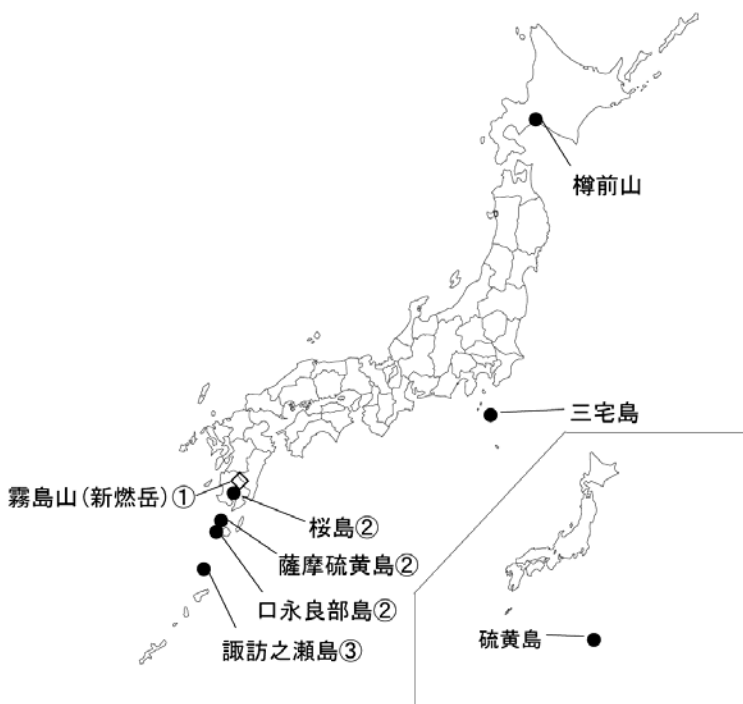 樽前山
三宅島
霧島山(新燃岳)①
桜島②
薩摩硫黄島②
口永良部島②
諏訪之瀬島③
硫黄島